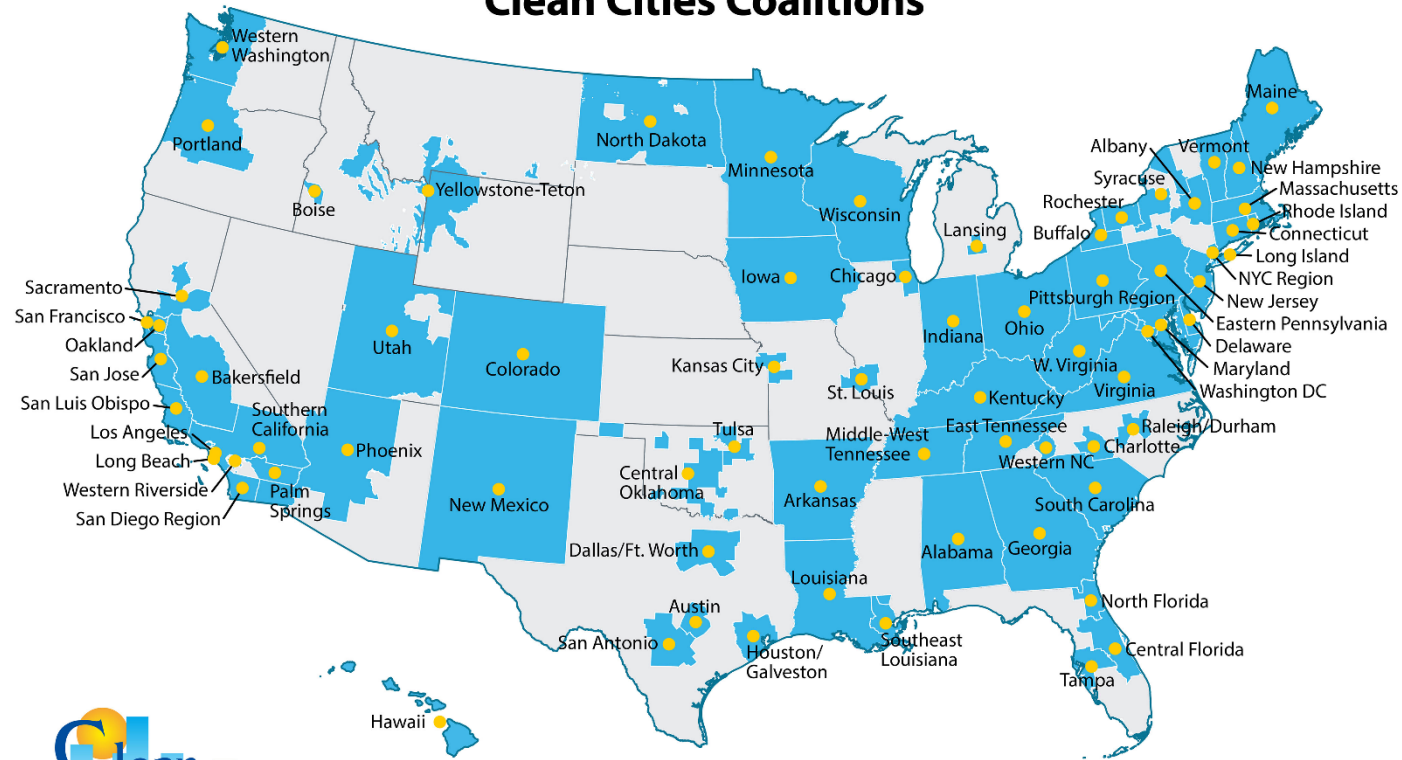 Clean Cities Coalitions
Western
Washington
Portland
Boise
Yellowstone-Teton
North Dakota
Minnesota
Wisconsin
Lansing
Iowa
Chicago
Maine
Albany
Vermont
Syracuse
New Hampshire
Massachusetts
Rochester
Rhode Island
Buffalo
Connecticut
Long Island
NYC Region
Pittsburgh Region
New Jersey
Eastern Pennsylvania
Delaware
Maryland
Washington DC
Indiana
Ohio
W. Virginia
Virginia
Kentucky
Sacramento
San Francisco
Oakland
San Jose
San Luis Obispo
Bakersfield
Southern
California
Los Angeles
Long Beach
Western Riverside
San Diego Region
Palm
Springs
Utah
Colorado
Phoenix
New Mexico
Kansas City
St. Louis
Tulsa
Central
Oklahoma
Middle-West
Tennessee
East Tennessee
Raleigh/Durham
Charlotte
Western NC
South Carolina
Arkansas
Alabama
Georgia
Dallas/Ft. Worth
Louisiana
Austin
San Antonio
Houston/
Galveston
Southeast
Louisiana
North Florida
Central Florida
Tampa
Hawaii
Clean